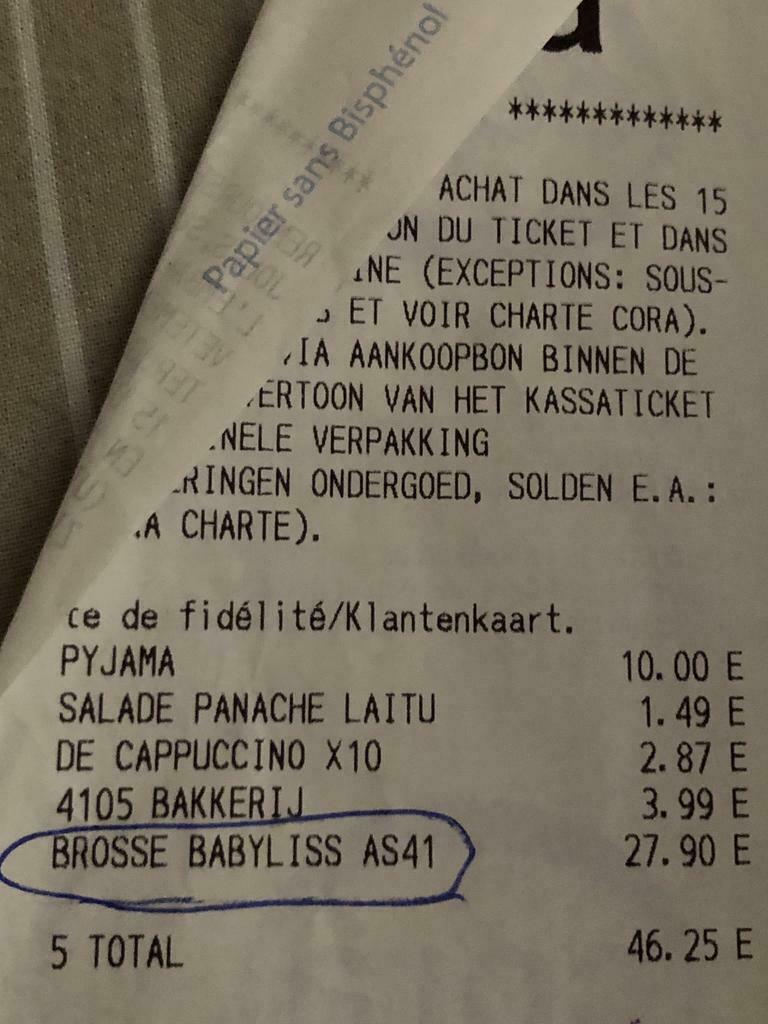 Papier sans Bisphénol
*************
ACHAT DANS LES 15
ON DU TICKET ET DANS
INE (EXCEPTIONS: SOUS-
ET VOIR CHARTE CORA).
VIA AANKOOPBON BINNEN DE
ERTOON VAN HET KASSATICKET
NELE VERPAKKING
RINGEN ONDERGOED, SOLDEN E.A.:
A CHARTE).
ce de fidélité/Klantenkaart.
PYJAMA 10.00 E
SALADE PANACHE LAITU 1.49 E
DE CAPPUCCINO X10 2.87 E
4105 BAKKERIJ 3.99 E
BROSSE BABYLISS AS41 27.90 E
5 TOTAL 46.25 E